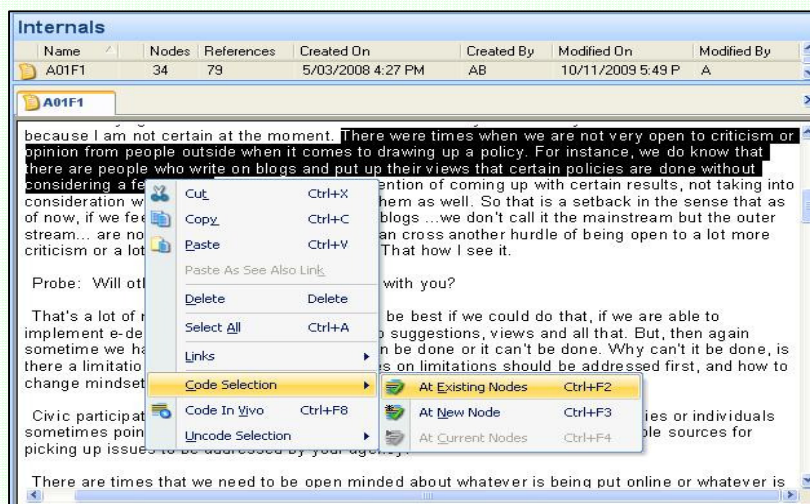 Internals
Name Nodes References Created On Created By Modified On Modified By
A01F1 34 79 5/03/2008 4:27 PM AB 10/11/2009 5:49 P A
A01F1
because I am not certain at the moment. There were times when we are not very open to criticism or
opinion from people outside when it comes to drawing up a policy. For instance, we do know that
there are people who write on blogs and put up their views that certain policies are done without
considering a fe ention of coming up with certain results, not taking into
consideration w hem as well. So that is a setback in the sense that as
of now, if we fee blogs ...we don't call it the mainstream but the outer
stream... are no an cross another hurdle of being open to a lot more
criticism or a lot That how I see it.
Probe: Will otl with you?
That's a lot of r be best if we could do that, if we are able to
implement e-de o suggestions, views and all that. But, then again
sometime we ha n be done or it can't be done. Why can't it be done, is
there a limitatio es on limitations should be addressed first, and how to
change mindset
Civic participat ies or individuals
sometimes poin ple sources for
picking up issues to be addressed by your agency?
There are times that we need to be open minded about whatever is being put online or whatever is
Cut Ctrl+X
Copy Ctrl+C
Paste Ctrl+V
Paste As See Also Link
Delete Delete
Select All Ctrl+A
Links
Code Selection
Code In Vivo Ctrl+F8
Uncode Selection
At Existing Nodes Ctrl+F2
At New Node Ctrl+F3
At Current Nodes Ctrl+F4